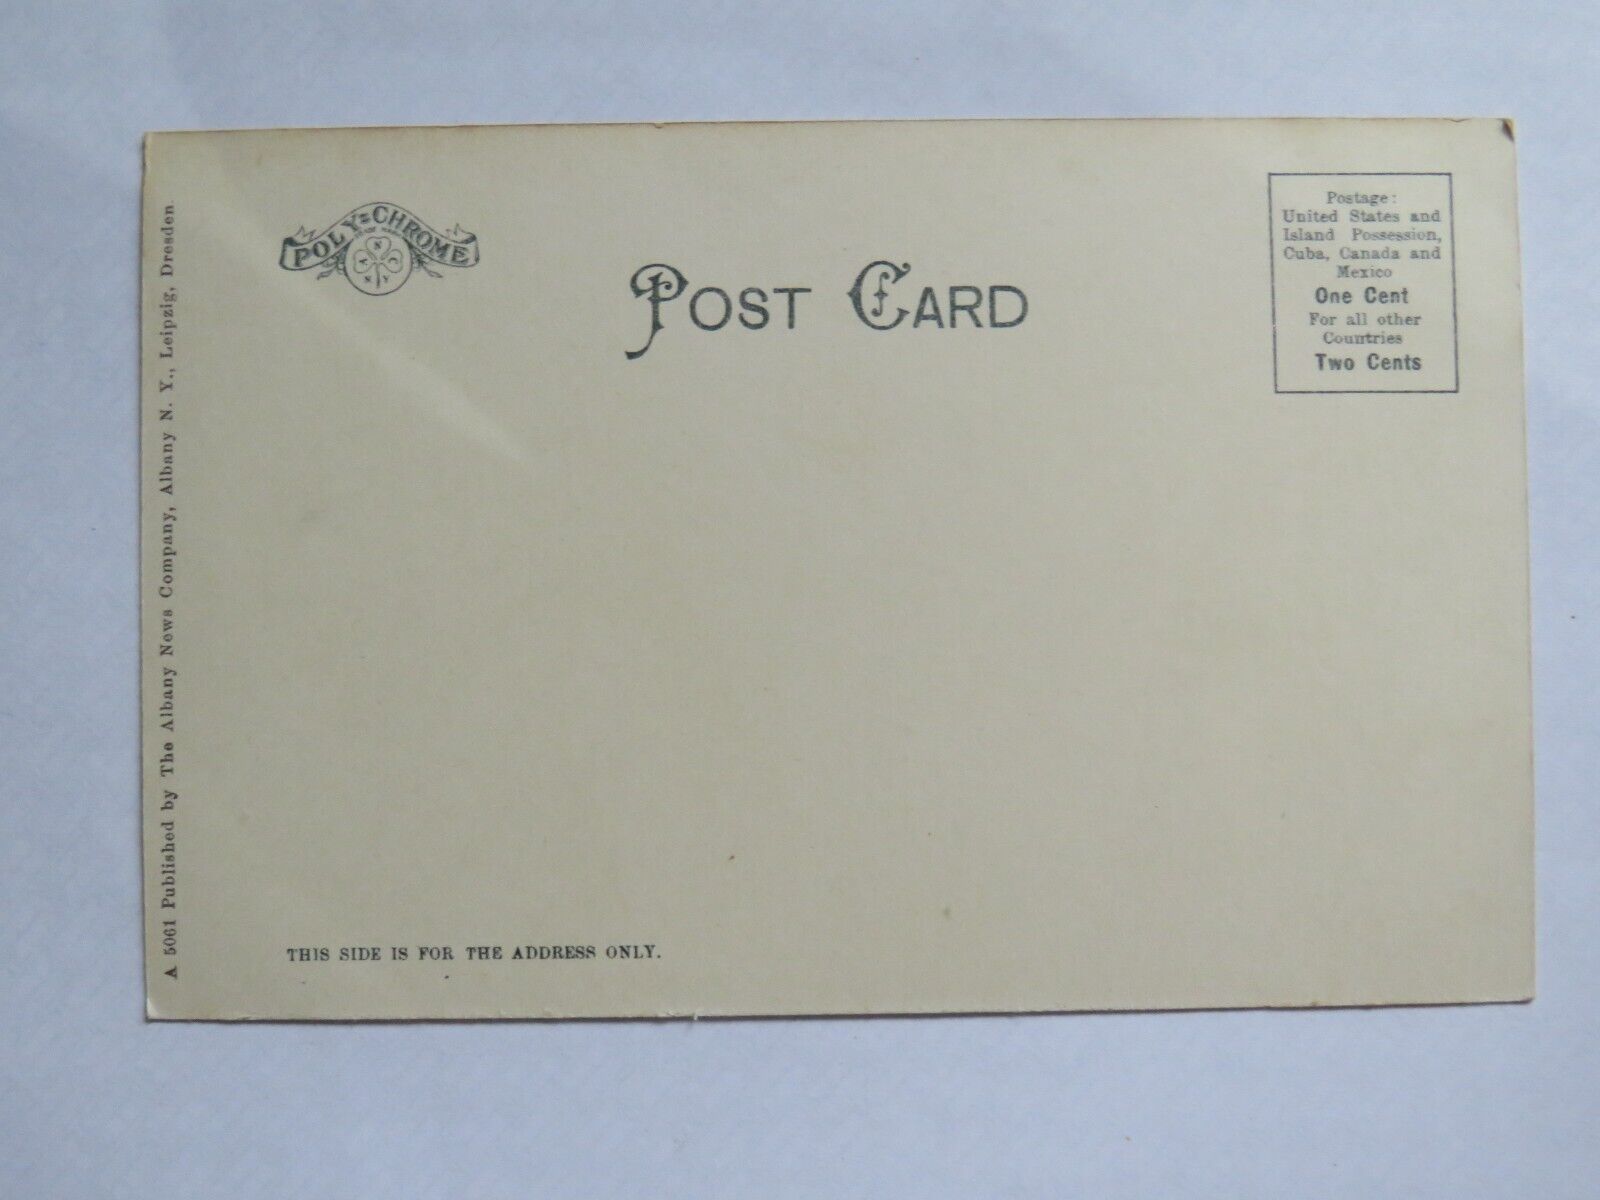 POLY=CHROME
TRADE MARK
A N C
N Y
POST CARD
Postage:
United States and
Island Possession,
Cuba, Canada and
Mexico
One Cent
For all other
Countries
Two Cents
A 5061 Published by The Albany News Company, Albany N. Y., Leipzig, Dresden.
THIS SIDE IS FOR THE ADDRESS ONLY.